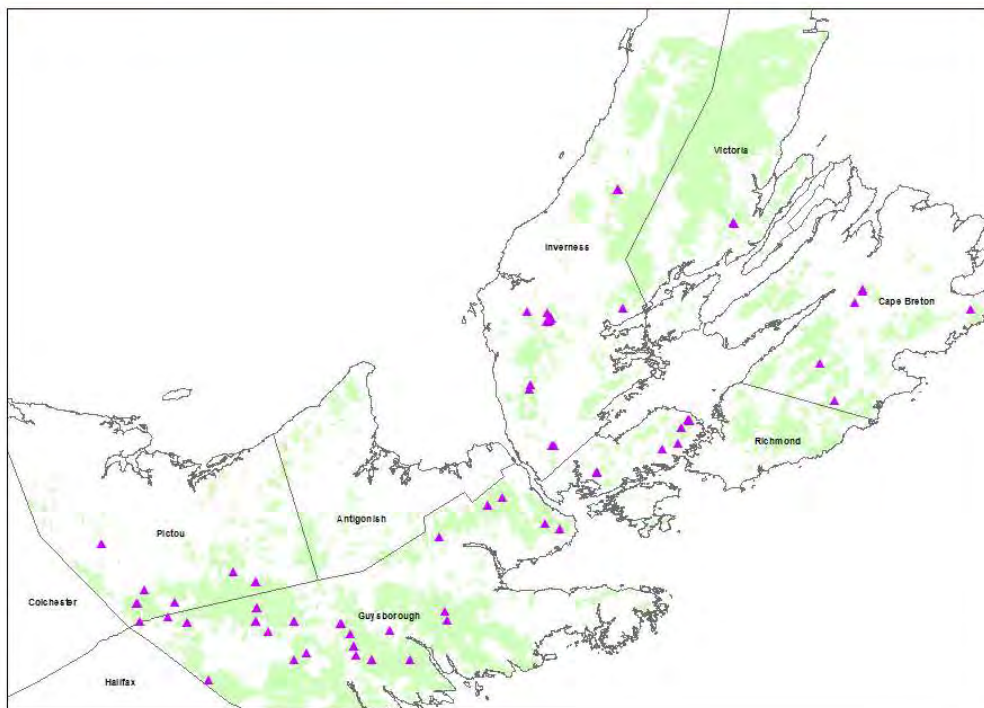 Victoria
Inverness
Cape Breton
Richmond
Antigonish
Pictou
Colchester
Guysborough
Halifax